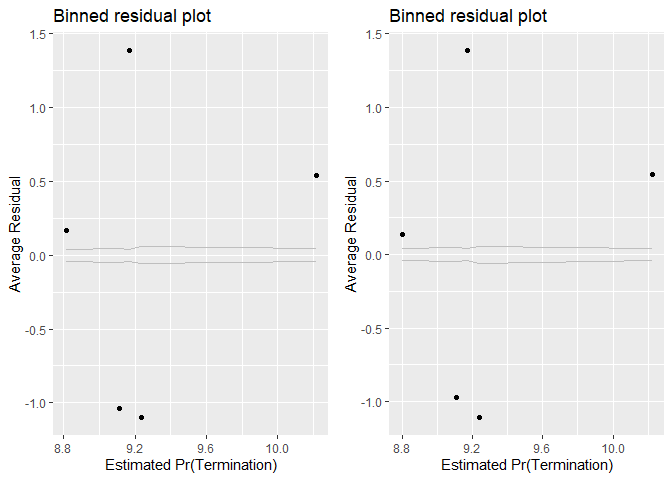 Binned residual plot
1.5
1.0
0.5
0.0
-0.5
-1.0
Average Residual
8.8 9.2 9.6 10.0
Estimated Pr(Termination)
Binned residual plot
1.5
1.0
0.5
0.0
-0.5
-1.0
Average Residual
8.8 9.2 9.6 10.0
Estimated Pr(Termination)